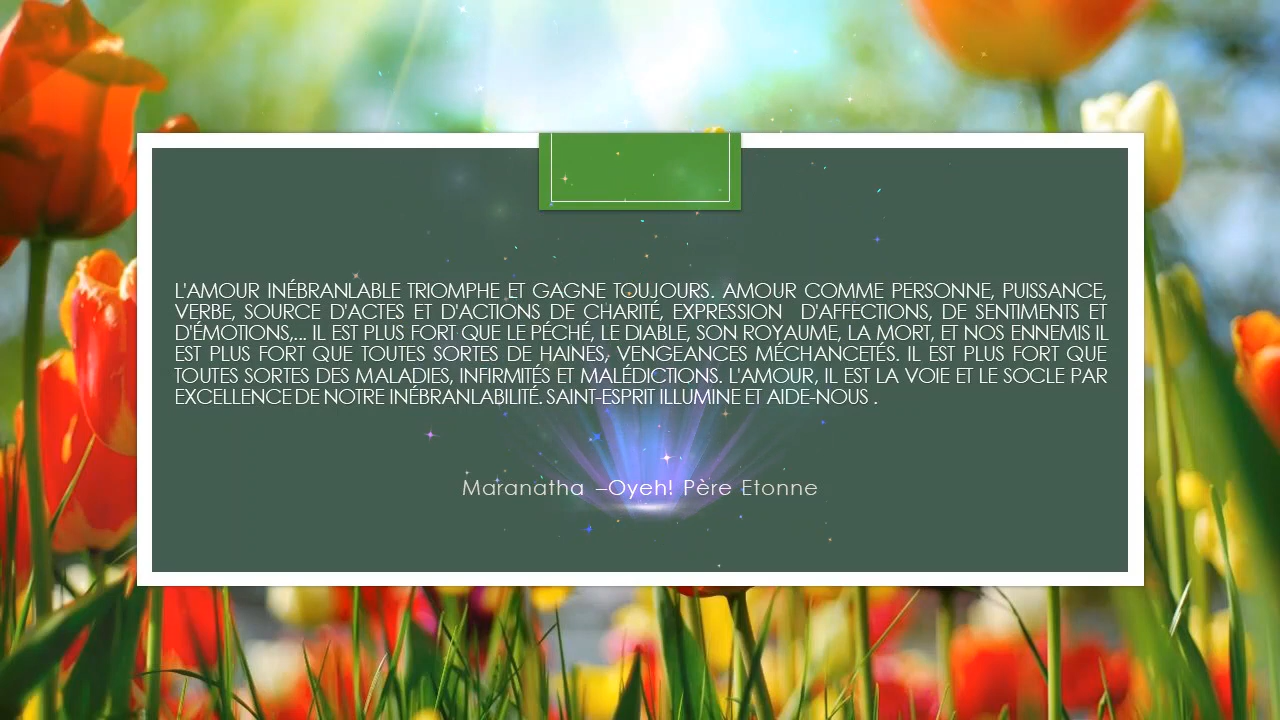 L'AMOUR INÉBRANLABLE TRIOMPHE ET GAGNE TOUJOURS. AMOUR COMME PERSONNE, PUISSANCE,
VERBE, SOURCE D'ACTES ET D'ACTIONS DE CHARITÉ, EXPRESSION D'AFFECTIONS, DE SENTIMENTS ET
D'ÉMOTIONS,... IL EST PLUS FORT QUE LE PÉCHÉ, LE DIABLE, SON ROYAUME, LA MORT, ET NOS ENNEMIS IL
EST PLUS FORT QUE TOUTES SORTES DE HAINES, VENGEANCES MÉCHANCETÉS. IL EST PLUS FORT QUE
TOUTES SORTES DES MALADIES, INFIRMITÉS ET MALÉDICTIONS. L'AMOUR, IL EST LA VOIE ET LE SOCLE PAR
EXCELLENCE DE NOTRE INÉBRANLABILITÉ. SAINT-ESPRIT ILLUMINE ET AIDE-NOUS .
Maranatha –Oyeh! Père Etonne